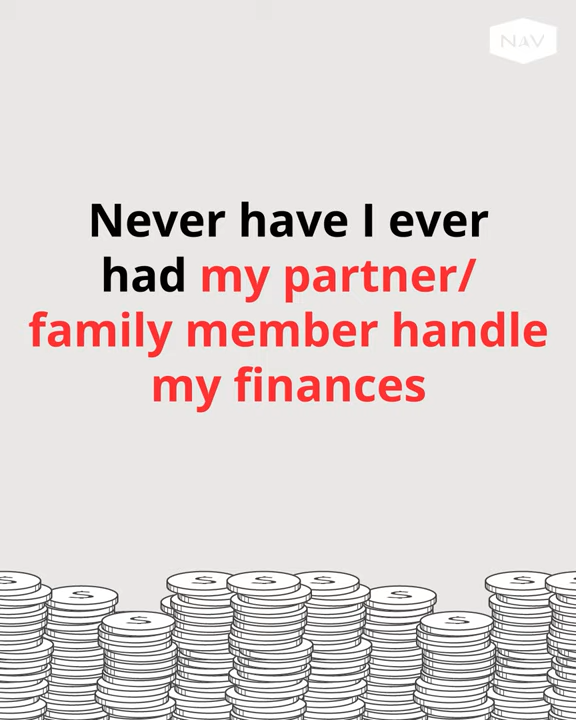 NAV
Never have I ever
had my partner/
family member handle
my finances